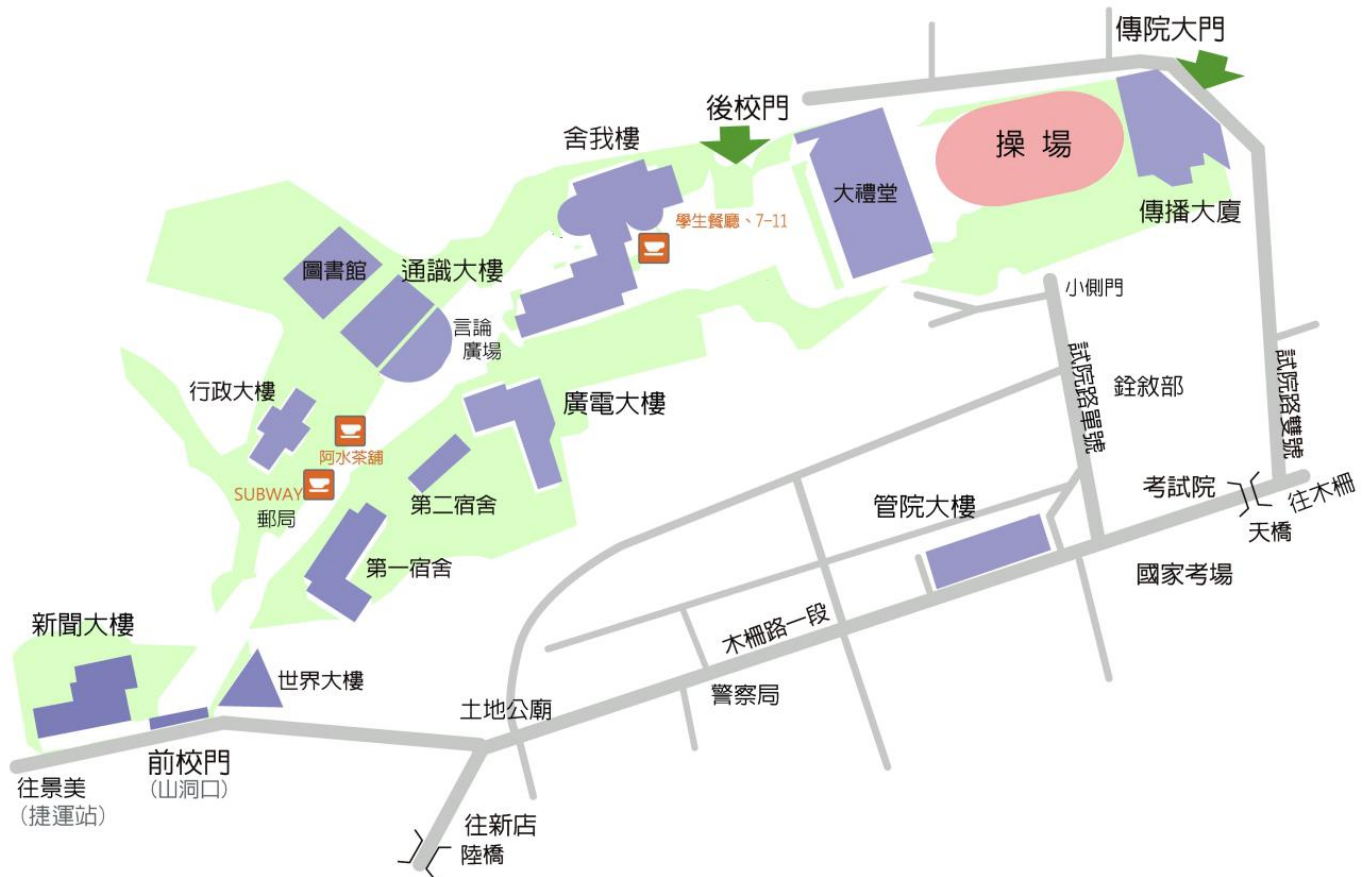 傳院大門
後校門
舍我樓
操場
大禮堂
學生餐廳、7-11
傳播大廈
圖書館
通識大樓
小側門
言論
廣場
試院路單號
試院路雙號
銓敘部
行政大樓
廣電大樓
阿水茶舖
SUBWAY
郵局
第二宿舍
考試院
往木柵
天橋
管院大樓
第一宿舍
國家考場
新聞大樓
木柵路一段
世界大樓
警察局
土地公廟
前校門
(山洞口)
往景美
(捷運站)
往新店
陸橋